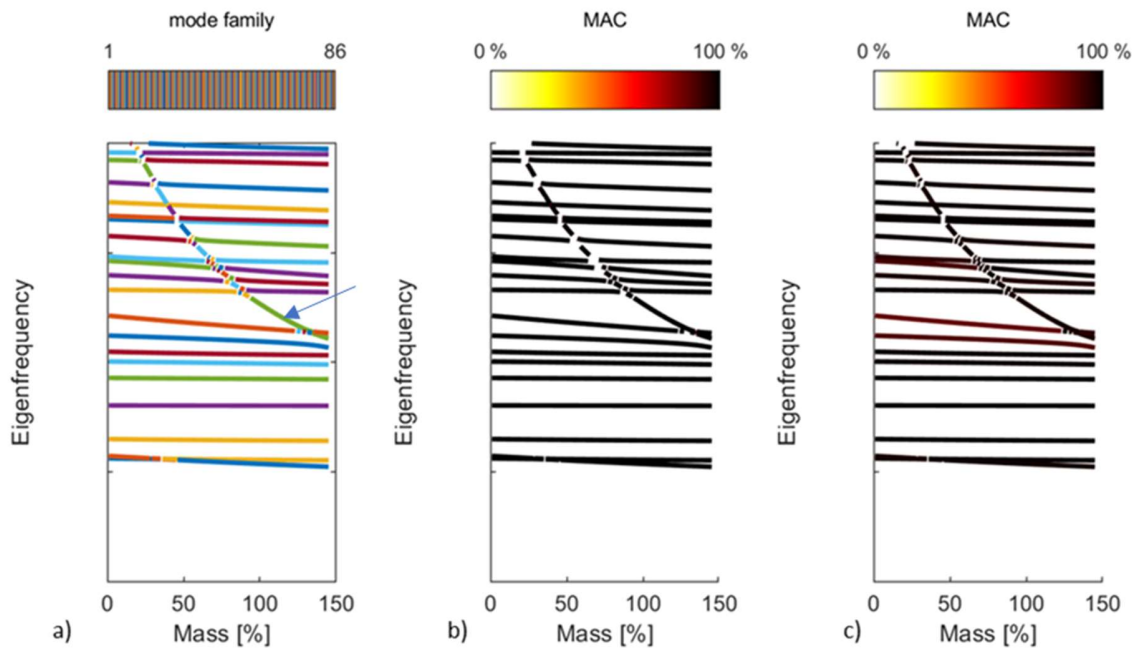 mode family
1 86
Eigenfrequency
0 50 100 150
Mass [%]
a)
MAC
0 % 100 %
Eigenfrequency
0 50 100 150
Mass [%]
b)
MAC
0 % 100 %
Eigenfrequency
0 50 100 150
Mass [%]
c)